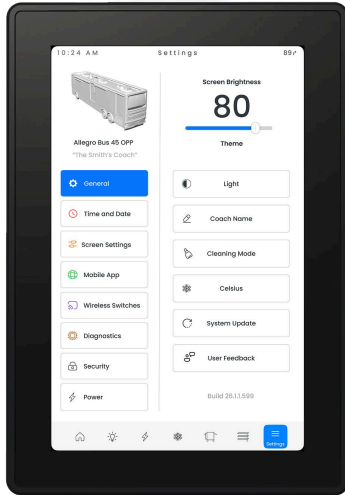 10:24 AM
Settings
89°
Allegro Bus 45 OPP
"The Smith's Coach"
General
Time and Date
Screen Settings
Mobile App
Wireless Switches
Diagnostics
Security
Power
Screen Brightness
80
Theme
Light
Coach Name
Cleaning Mode
Celsius
System Update
User Feedback
Build 26.1.1.599
Settings